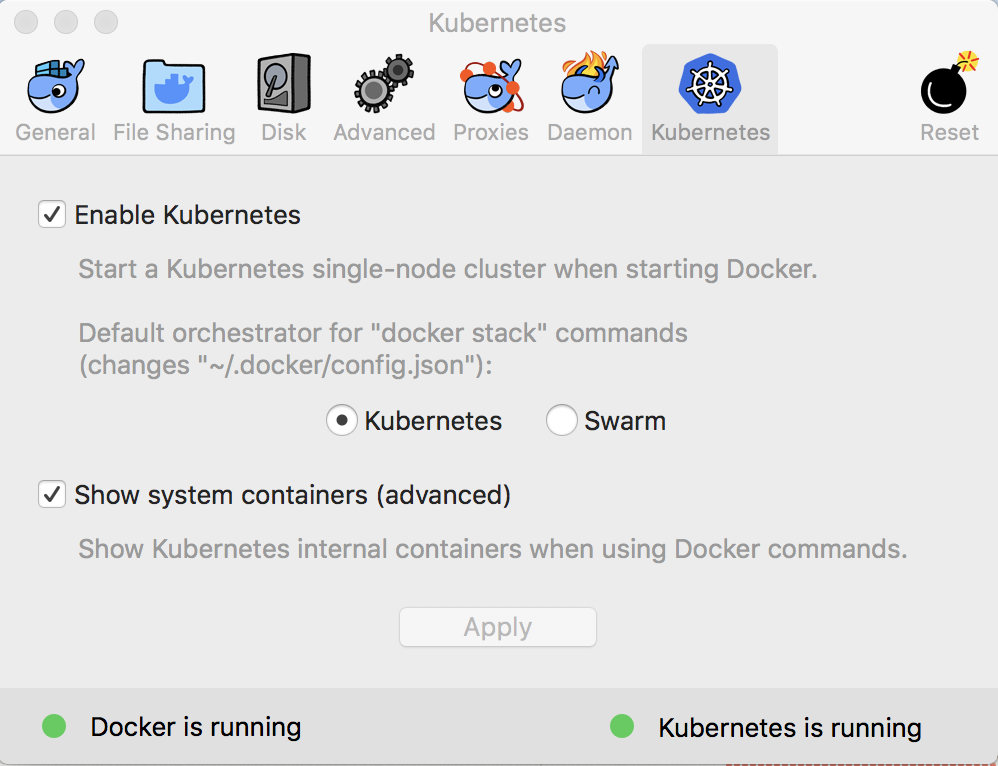 Kubernetes
General File Sharing Disk Advanced Proxies Daemon Kubernetes Reset
Enable Kubernetes
Start a Kubernetes single-node cluster when starting Docker.
Default orchestrator for "docker stack" commands
(changes "~/.docker/config.json"):
Kubernetes Swarm
Show system containers (advanced)
Show Kubernetes internal containers when using Docker commands.
Apply
Docker is running Kubernetes is running